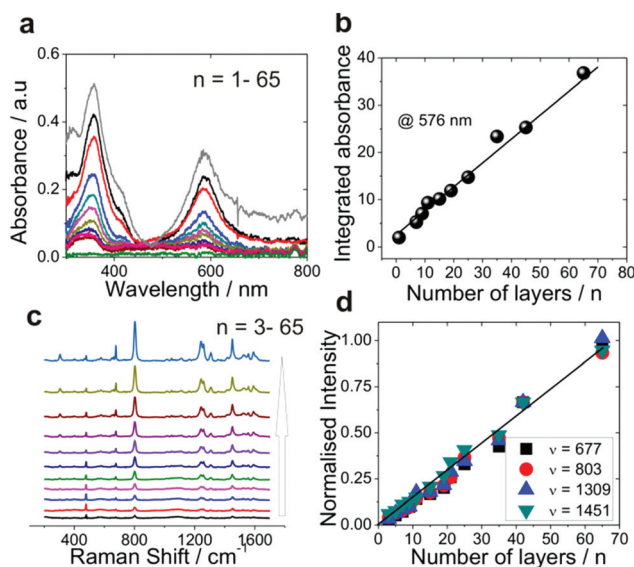 a
n = 1- 65
Absorbance / a.u
0.6
0.4
0.2
0.0
400
600
800
Wavelength / nm
b
@ 576 nm
Integrated absorbance
40
30
20
10
0
0 10 20 30 40 50 60 70
Number of layers / n
c
n = 3- 65
400 800 1200 1600
Raman Shift / cm⁻¹
d
Normalised Intensity
1.00
0.75
0.50
0.25
0.00
ν = 677
ν = 803
ν = 1309
ν = 1451
0 10 20 30 40 50 60
Number of layers / n